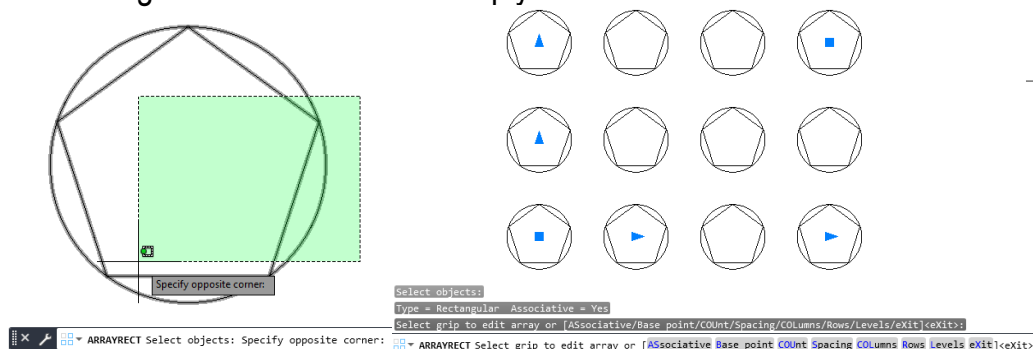 Specify opposite corner:
ARRAYRECT Select objects: Specify opposite corner:
Select objects:
Type = Rectangular Associative = Yes
Select grip to edit array or [ASsociative/Base point/COUnt/Spacing/COLumns/Rows/Levels/eXit]<eXit>:
ARRAYRECT Select grip to edit array or [ASsociative Base point COUnt Spacing COLumns Rows Levels eXit]<eXit>